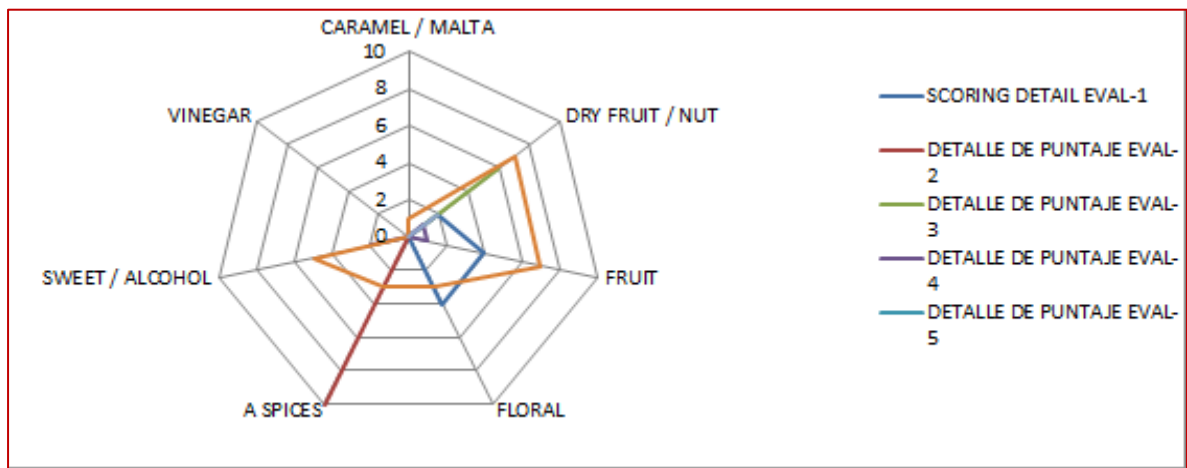 CARAMEL / MALTA
10
8
6
4
2
0
DRY FRUIT / NUT
FRUIT
FLORAL
A SPICES
SWEET / ALCOHOL
VINEGAR
SCORING DETAIL EVAL-1
DETALLE DE PUNTAJE EVAL-
2
DETALLE DE PUNTAJE EVAL-
3
DETALLE DE PUNTAJE EVAL-
4
DETALLE DE PUNTAJE EVAL-
5